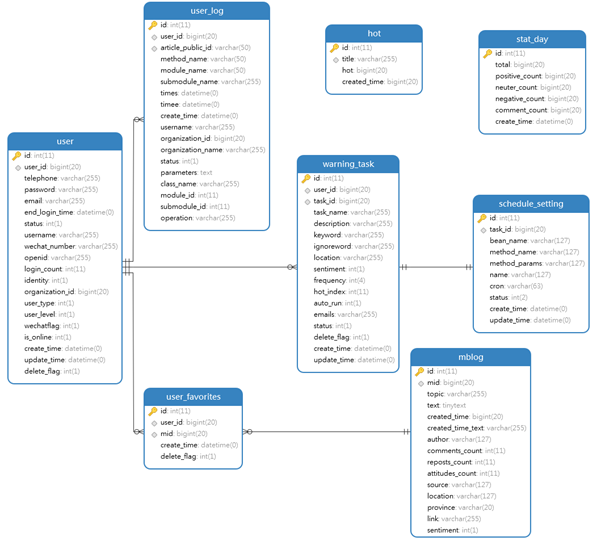 user_log
id: int(11)
user_id: bigint(20)
article_public_id: varchar(50)
method_name: varchar(50)
module_name: varchar(50)
submodule_name: varchar(255)
times: datetime(0)
timee: datetime(0)
create_time: datetime(0)
username: varchar(255)
organization_id: bigint(20)
organization_name: varchar(255)
status: int(1)
parameters: text
class_name: varchar(255)
module_id: int(11)
submodule_id: int(11)
operation: varchar(255)
hot
id: int(11)
title: varchar(255)
hot: bigint(20)
created_time: bigint(20)
stat_day
id: int(11)
total: bigint(20)
positive_count: bigint(20)
neuter_count: bigint(20)
negative_count: bigint(20)
comment_count: bigint(20)
create_time: datetime(0)
user
id: int(11)
user_id: bigint(20)
telephone: varchar(255)
password: varchar(255)
email: varchar(255)
end_login_time: datetime(0)
status: int(1)
username: varchar(255)
wechat_number: varchar(255)
openid: varchar(255)
login_count: int(11)
identity: int(1)
organization_id: bigint(20)
user_type: int(1)
user_level: int(1)
wechatflag: int(1)
is_online: int(1)
create_time: datetime(0)
update_time: datetime(0)
delete_flag: int(1)
warning_task
id: int(11)
user_id: bigint(20)
task_id: bigint(20)
task_name: varchar(255)
description: varchar(255)
keyword: varchar(255)
ignoreword: varchar(255)
location: varchar(255)
sentiment: int(1)
frequency: int(4)
hot_index: int(11)
auto_run: int(1)
emails: varchar(255)
status: int(1)
delete_flag: int(1)
create_time: datetime(0)
update_time: datetime(0)
schedule_setting
id: int(11)
task_id: bigint(20)
bean_name: varchar(127)
method_name: varchar(127)
method_params: varchar(127)
name: varchar(127)
cron: varchar(63)
status: int(2)
create_time: datetime(0)
update_time: datetime(0)
user_favorites
id: int(11)
user_id: bigint(20)
mid: bigint(20)
create_time: datetime(0)
delete_flag: int(1)
mblog
id: int(11)
mid: bigint(20)
topic: varchar(255)
text: tinytext
created_time: bigint(20)
created_time_text: varchar(255)
author: varchar(127)
comments_count: int(11)
reposts_count: int(11)
attitudes_count: int(11)
source: varchar(127)
location: varchar(127)
province: varchar(20)
link: varchar(255)
sentiment: int(1)